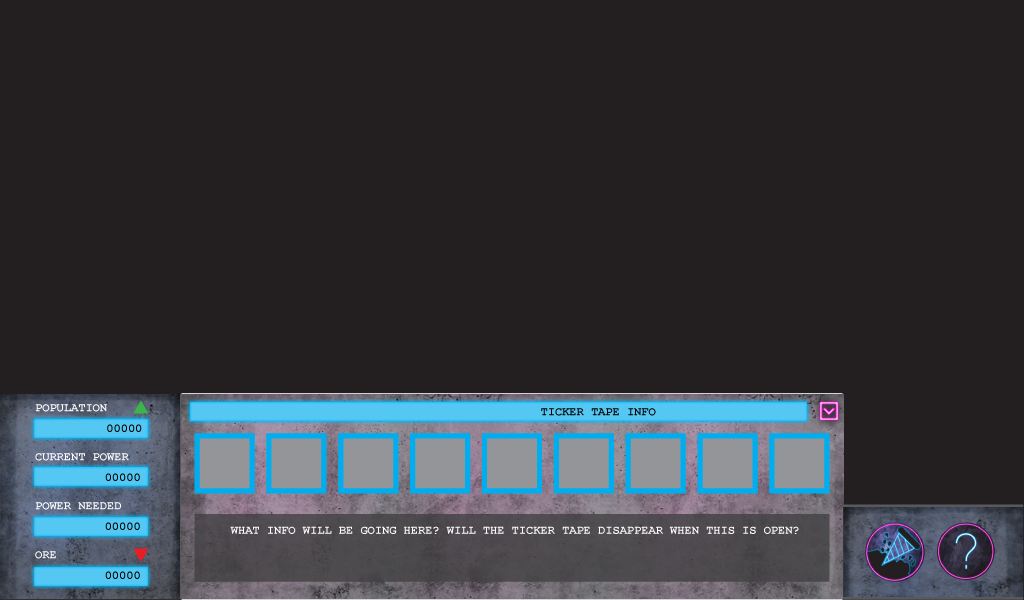 POPULATION
00000
CURRENT POWER
00000
POWER NEEDED
00000
ORE
00000
TICKER TAPE INFO
WHAT INFO WILL BE GOING HERE? WILL THE TICKER TAPE DISAPPEAR WHEN THIS IS OPEN?
?